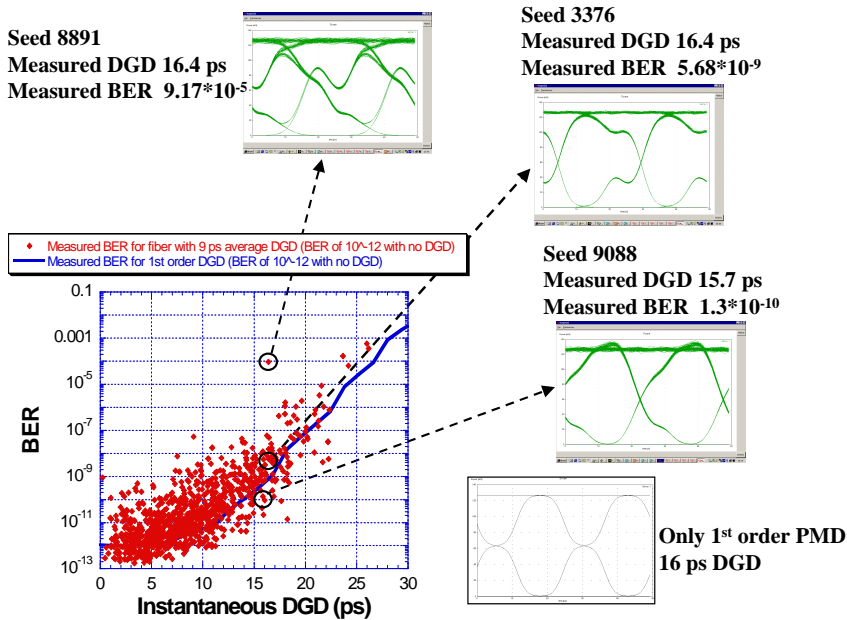 Seed 8891
Measured DGD 16.4 ps
Measured BER 9.17*10-5
Seed 3376
Measured DGD 16.4 ps
Measured BER 5.68*10-9
Seed 9088
Measured DGD 15.7 ps
Measured BER 1.3*10-10
Measured BER for fiber with 9 ps average DGD (BER of 10^-12 with no DGD)
Measured BER for 1st order DGD (BER of 10^-12 with no DGD)
0.1
0.001
10-5
10-7
10-9
10-11
10-13
BER
0 5 10 15 20 25 30
Instantaneous DGD (ps)
Only 1st order PMD
16 ps DGD